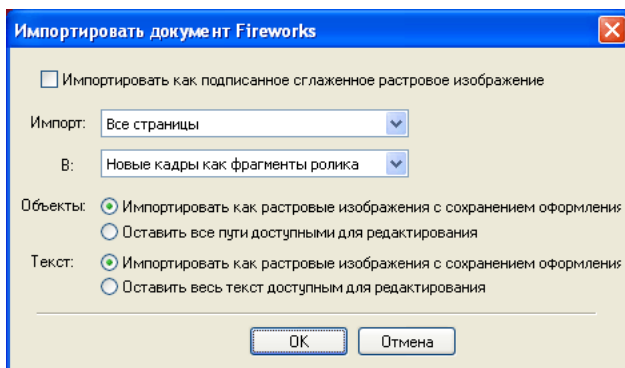 Импортировать документ Fireworks
Импортировать как подписанное сглаженное растровое изображение
Импорт: Все страницы
В: Новые кадры как фрагменты ролика
Объекты: Импортировать как растровые изображения с сохранением оформления
Оставить все пути доступными для редактирования
Текст: Импортировать как растровые изображения с сохранением оформления
Оставить весь текст доступным для редактирования
OK Отмена